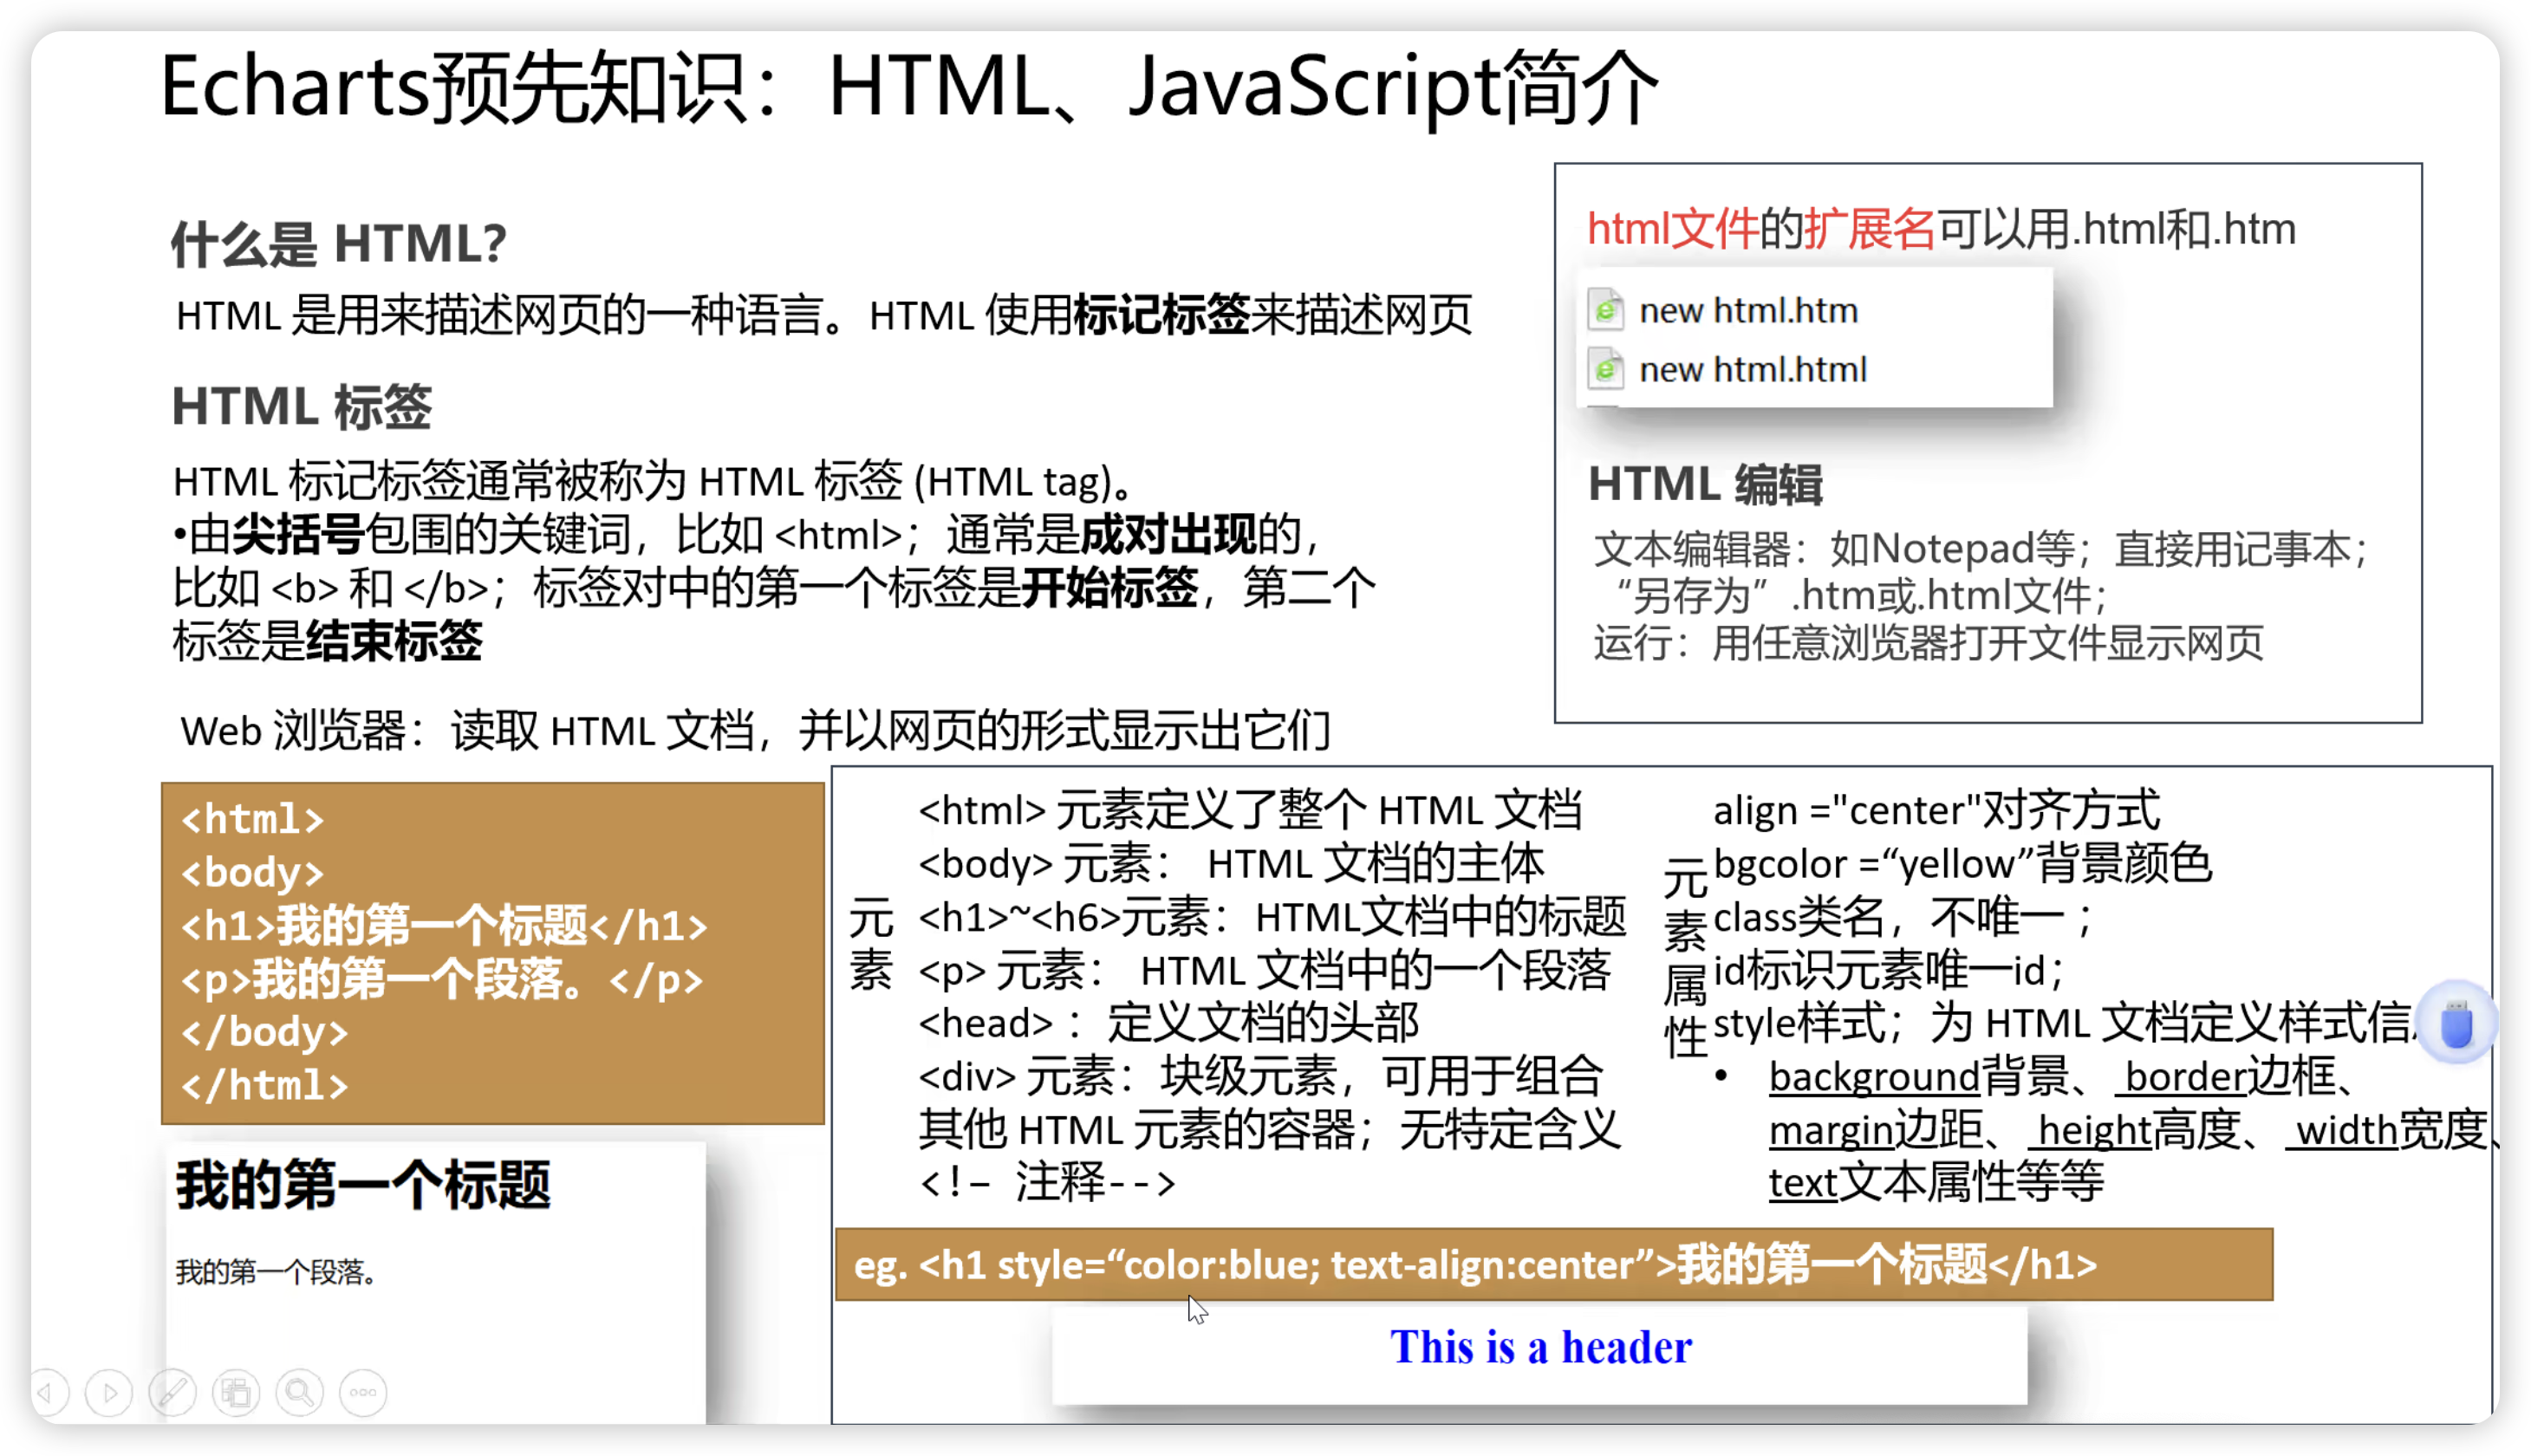 Echarts预先知识：HTML、JavaScript简介
什么是 HTML?
HTML 是用来描述网页的一种语言。HTML 使用标记标签来描述网页
HTML 标签
HTML 标记标签通常被称为 HTML 标签 (HTML tag)。
•由尖括号包围的关键词，比如 <html>；通常是成对出现的，
比如 <b> 和 </b>；标签对中的第一个标签是开始标签，第二个
标签是结束标签
Web 浏览器：读取 HTML 文档，并以网页的形式显示出它们
html文件的扩展名可以用.html和.htm
new html.htm
new html.html
HTML 编辑
文本编辑器：如Notepad等；直接用记事本；
“另存为”.htm或.html文件；
运行：用任意浏览器打开文件显示网页
<html>
<body>
<h1>我的第一个标题</h1>
<p>我的第一个段落。</p>
</body>
</html>
我的第一个标题
我的第一个段落。
元素
<html> 元素定义了整个 HTML 文档
<body> 元素： HTML 文档的主体
<h1>~<h6>元素：HTML文档中的标题
<p> 元素： HTML 文档中的一个段落
<head> ：定义文档的头部
<div> 元素：块级元素，可用于组合
其他 HTML 元素的容器；无特定含义
<!– 注释-->
元素属性
align ="center"对齐方式
bgcolor =“yellow”背景颜色
class类名，不唯一 ;
id标识元素唯一id；
style样式；为 HTML 文档定义样式信
• background背景、 border边框、
margin边距、 height高度、 width宽度、
text文本属性等等
eg. <h1 style=“color:blue; text-align:center”>我的第一个标题</h1>
This is a header